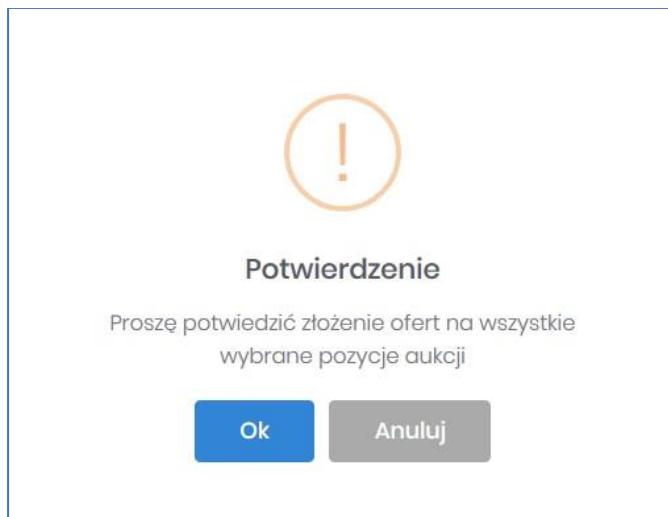 !
Potwierdzenie
Proszę potwiedzić złożenie ofert na wszystkie
wybrane pozycje aukcji
Ok Anuluj